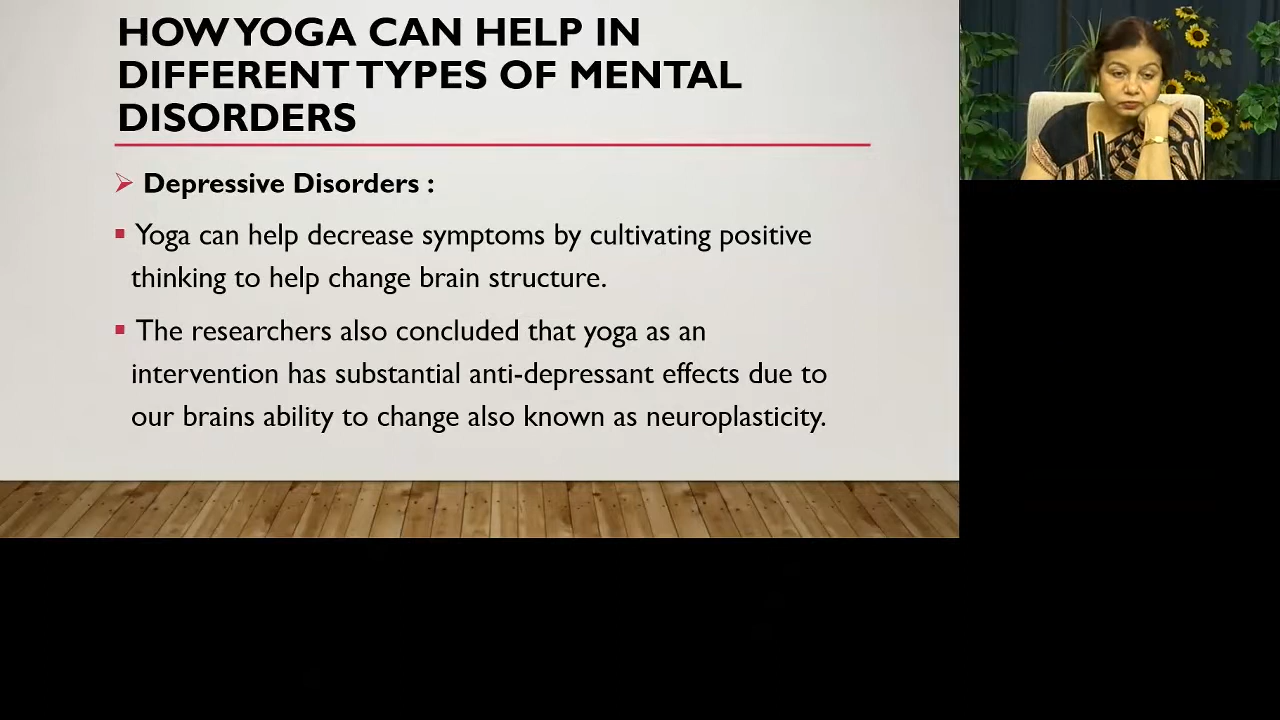 HOW YOGA CAN HELP IN
DIFFERENT TYPES OF MENTAL
DISORDERS
➢ Depressive Disorders :
▪ Yoga can help decrease symptoms by cultivating positive
thinking to help change brain structure.
▪ The researchers also concluded that yoga as an
intervention has substantial anti-depressant effects due to
our brains ability to change also known as neuroplasticity.